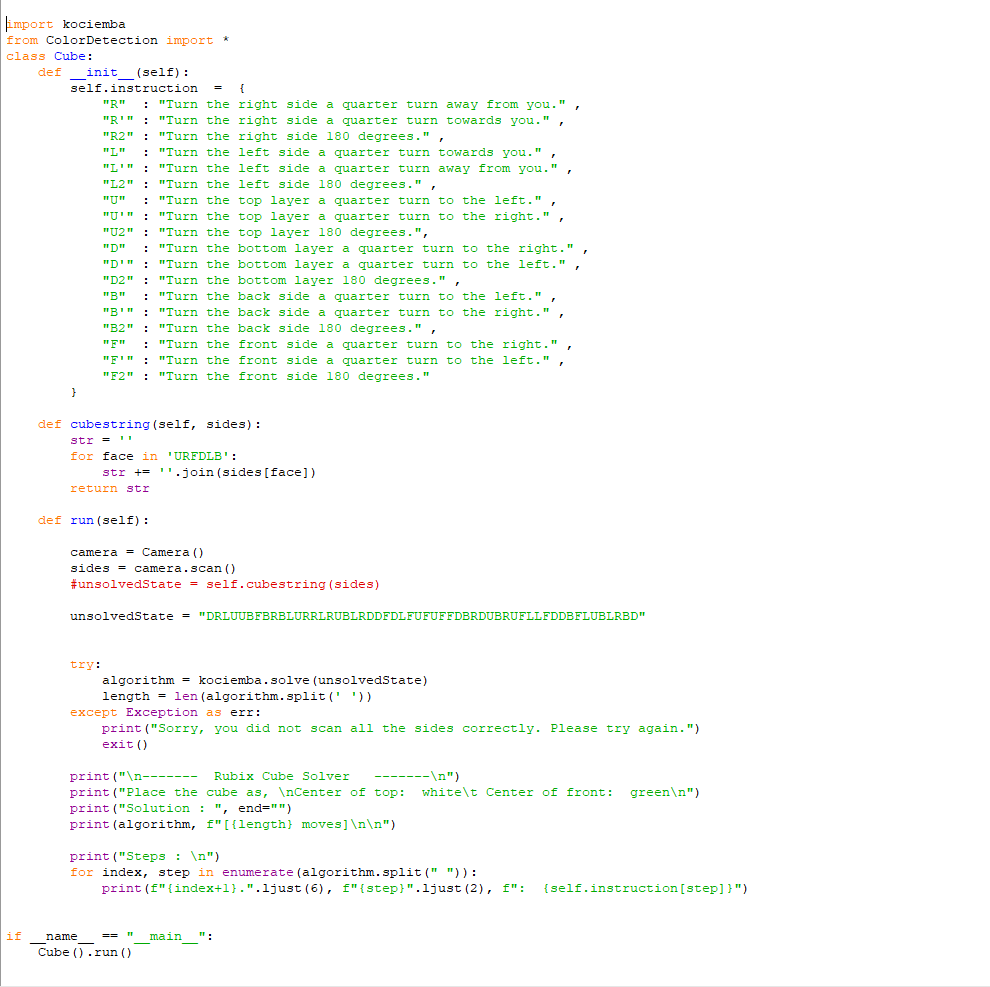 import kociemba
from ColorDetection import *
class Cube:
    def __init__(self):
        self.instruction  =  {
            "R"  : "Turn the right side a quarter turn away from you." ,
            "R'" : "Turn the right side a quarter turn towards you." ,
            "R2" : "Turn the right side 180 degrees." ,
            "L"  : "Turn the left side a quarter turn towards you." ,
            "L'" : "Turn the left side a quarter turn away from you." ,
            "L2" : "Turn the left side 180 degrees." ,
            "U"  : "Turn the top layer a quarter turn to the left." ,
            "U'" : "Turn the top layer a quarter turn to the right." ,
            "U2" : "Turn the top layer 180 degrees.",
            "D"  : "Turn the bottom layer a quarter turn to the right." ,
            "D'" : "Turn the bottom layer a quarter turn to the left." ,
            "D2" : "Turn the bottom layer 180 degrees." ,
            "B"  : "Turn the back side a quarter turn to the left." ,
            "B'" : "Turn the back side a quarter turn to the right." ,
            "B2" : "Turn the back side 180 degrees." ,
            "F"  : "Turn the front side a quarter turn to the right." ,
            "F'" : "Turn the front side a quarter turn to the left." ,
            "F2" : "Turn the front side 180 degrees."
        }

    def cubestring(self, sides):
        str = ''
        for face in 'URFDLB':
            str += ''.join(sides[face])
        return str

    def run(self):

        camera = Camera()
        sides = camera.scan()
        #unsolvedState = self.cubestring(sides)

        unsolvedState = "DRLUUBFBRBLURRLRUBLRDDFDLFUFUFFDBRDUBRUFLLFDDBFLUBLRBD"


        try:
            algorithm = kociemba.solve(unsolvedState)
            length = len(algorithm.split(' '))
        except Exception as err:
            print("Sorry, you did not scan all the sides correctly. Please try again.")
            exit()

        print("\n-------  Rubix Cube Solver   -------\n")
        print("Place the cube as, \nCenter of top:  white\t Center of front:  green\n")
        print("Solution : ", end="")
        print(algorithm, f"[{length} moves]\n\n")

        print("Steps : \n")
        for index, step in enumerate(algorithm.split(" ")):
            print(f"{index+1}.".ljust(6), f"{step}".ljust(2), f":  {self.instruction[step]}")


if __name__ == "__main__":
    Cube().run()